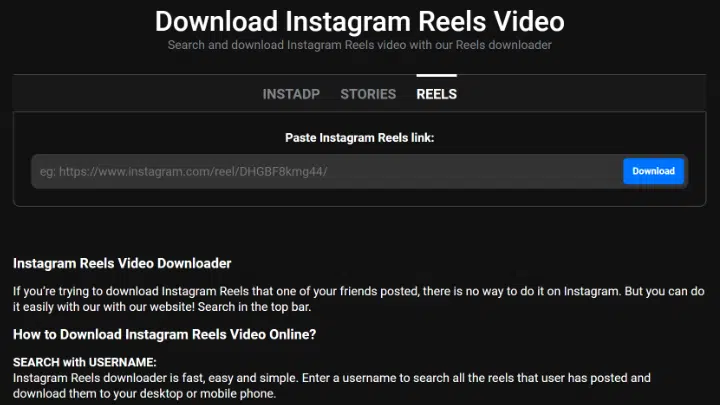 Download Instagram Reels Video
Search and download Instagram Reels video with our Reels downloader
INSTADP STORIES REELS
Paste Instagram Reels link:
eg: https://www.instagram.com/reel/DHGBF8kmg44/ Download
Instagram Reels Video Downloader
If you're trying to download Instagram Reels that one of your friends posted, there is no way to do it on Instagram. But you can do
it easily with our with our website! Search in the top bar.
How to Download Instagram Reels Video Online?
SEARCH with USERNAME:
Instagram Reels downloader is fast, easy and simple. Enter a username to search all the reels that user has posted and
download them to your desktop or mobile phone.